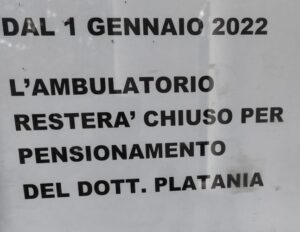 DAL 1 GENNAIO 2022
L'AMBULATORIO
RESTERA' CHIUSO PER
PENSIONAMENTO
DEL DOTT. PLATANIA